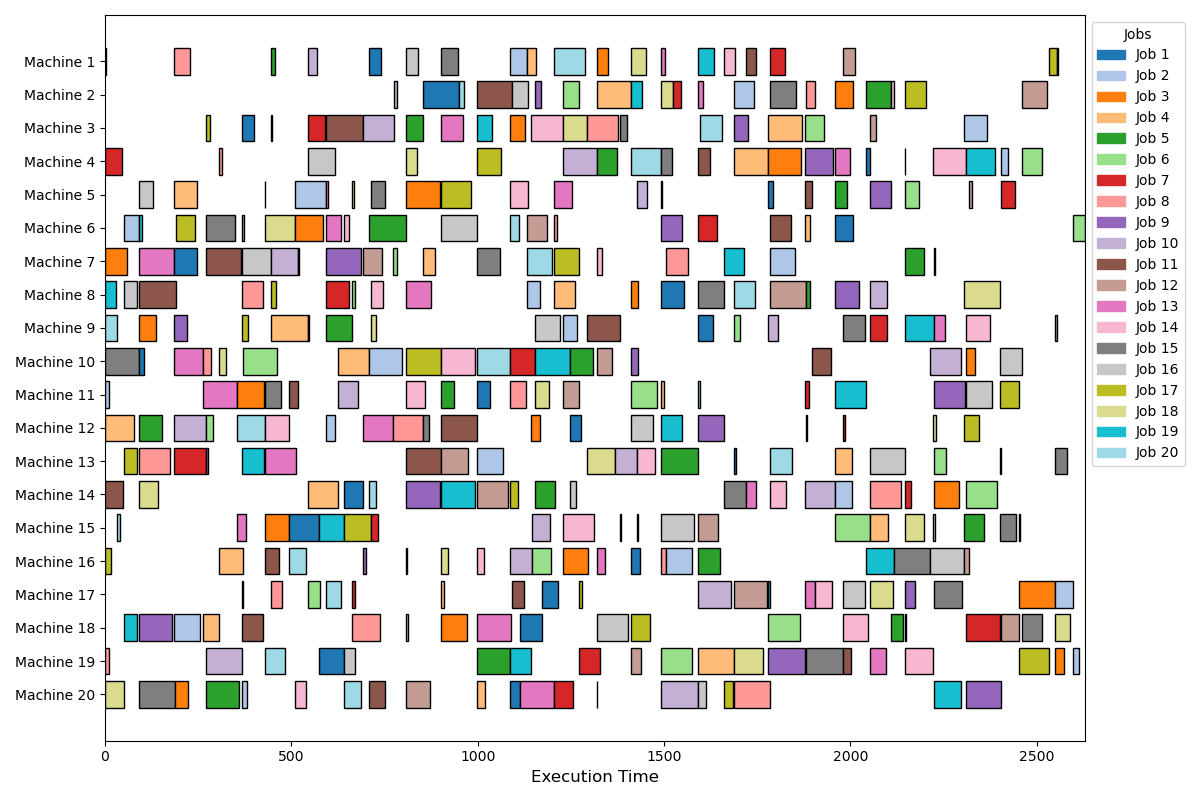 Machine 1
Machine 2
Machine 3
Machine 4
Machine 5
Machine 6
Machine 7
Machine 8
Machine 9
Machine 10
Machine 11
Machine 12
Machine 13
Machine 14
Machine 15
Machine 16
Machine 17
Machine 18
Machine 19
Machine 20
0 500 1000 1500 2000 2500
Execution Time
Jobs
Job 1
Job 2
Job 3
Job 4
Job 5
Job 6
Job 7
Job 8
Job 9
Job 10
Job 11
Job 12
Job 13
Job 14
Job 15
Job 16
Job 17
Job 18
Job 19
Job 20